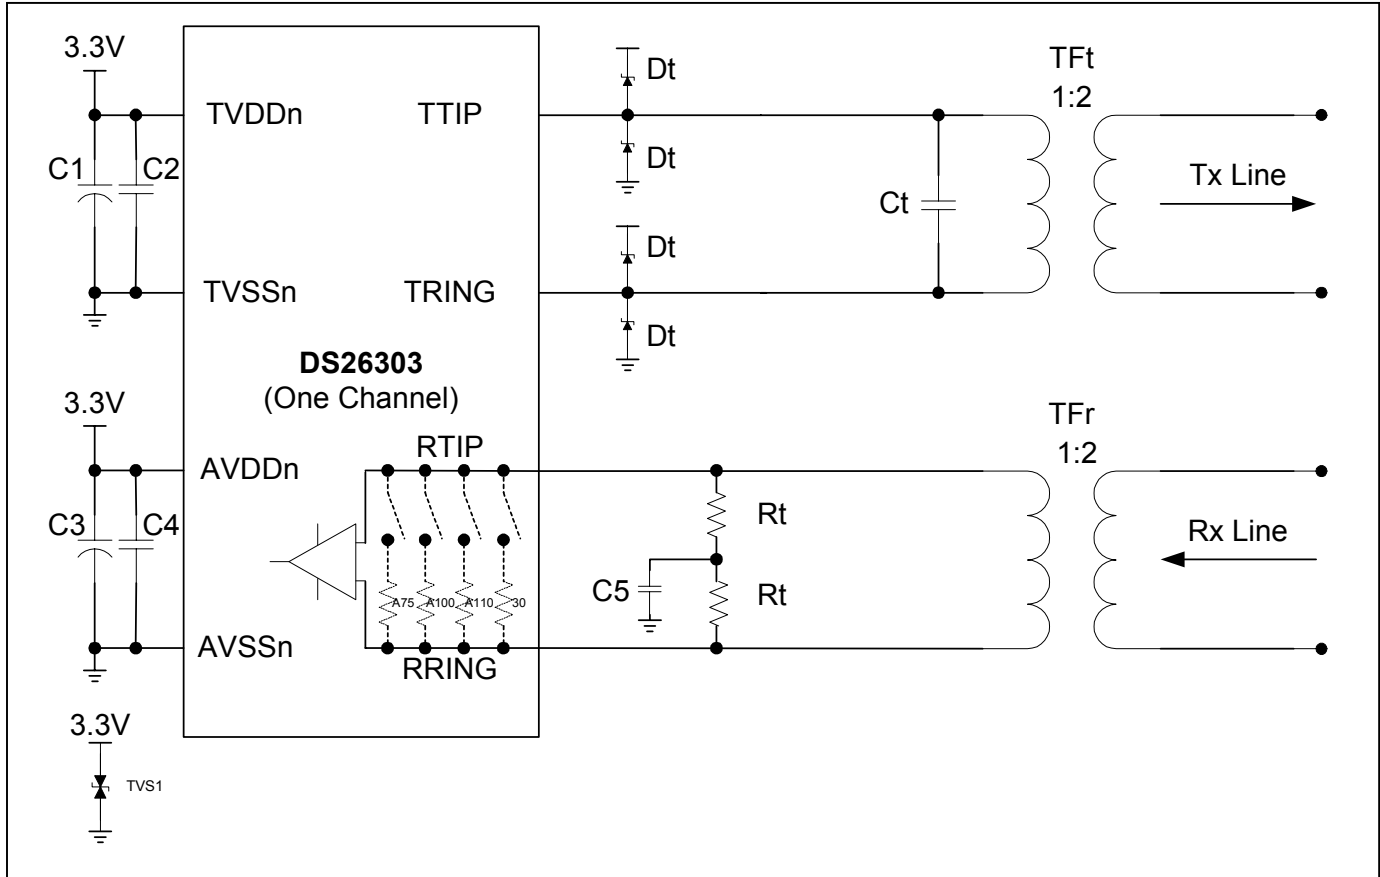 3.3V
TVDDn
TTIP
Dt
TFt
1:2
C1
C2
Dt
Ct
Tx Line
Dt
TVSSn
TRING
Dt
DS26303
(One Channel)
3.3V
TFr
1:2
RTIP
AVDDn
C3
C4
Rt
Rx Line
C5
Rt
A75
A100
A110
30
AVSSn
RRING
3.3V
TVS1